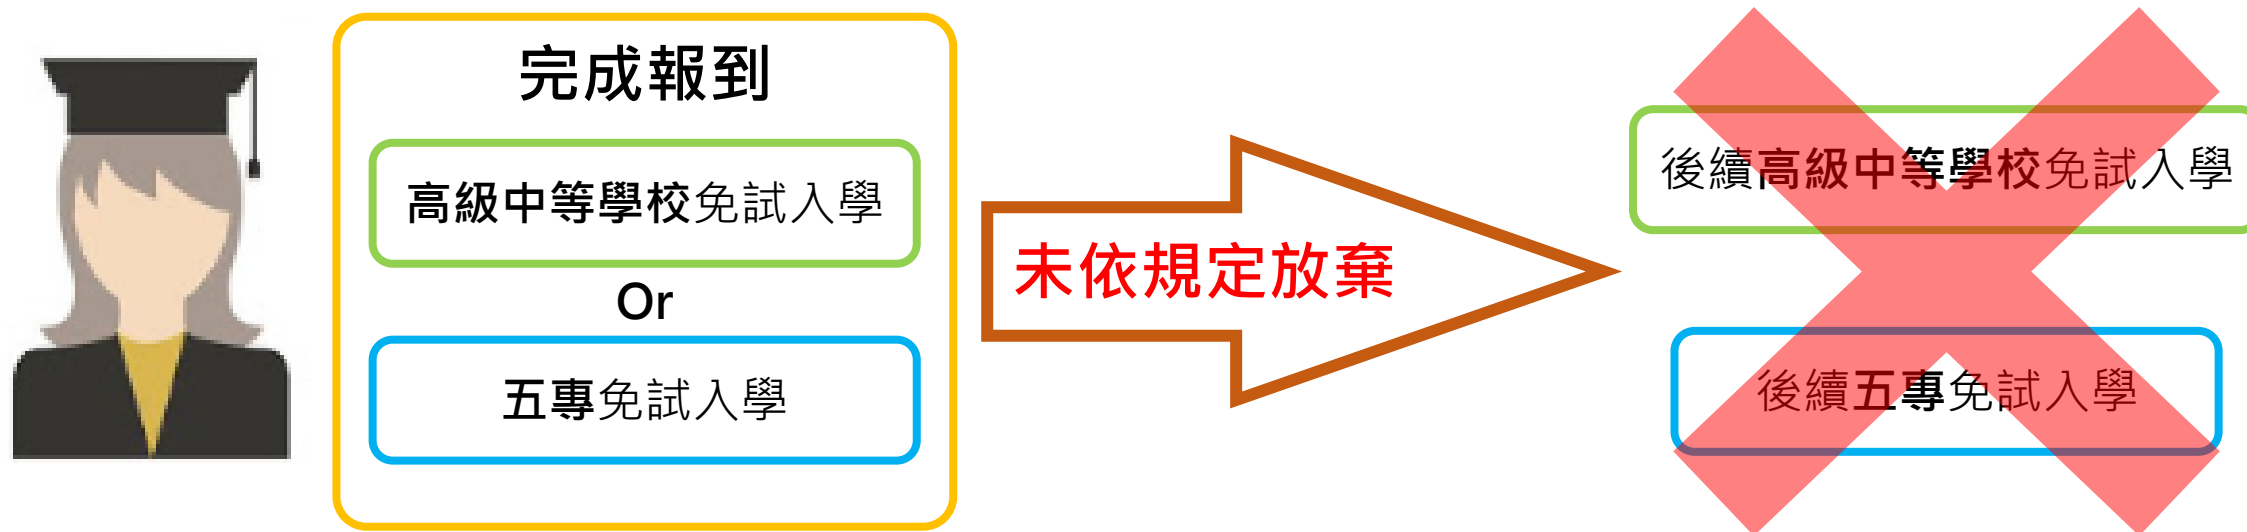 完成報到
高級中等學校免試入學
Or
五專免試入學
未依規定放棄
後續高級中等學校免試入學
後續五專免試入學